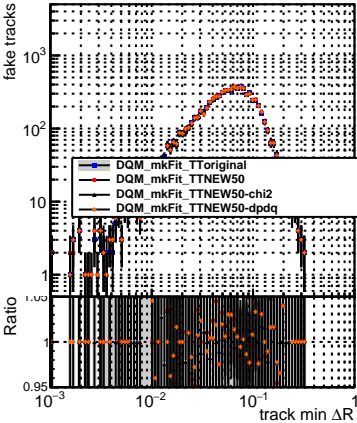 fake tracks
10³
10²
10
1
DQM_mkFit_TToriginal
DQM_mkFit_TTNEW50
DQM_mkFit_TTNEW50-chi2
DQM_mkFit_TTNEW50-dpdq
Ratio
1.05
1
0.95
10⁻³ 10⁻² 10⁻¹ 1
track min ΔR